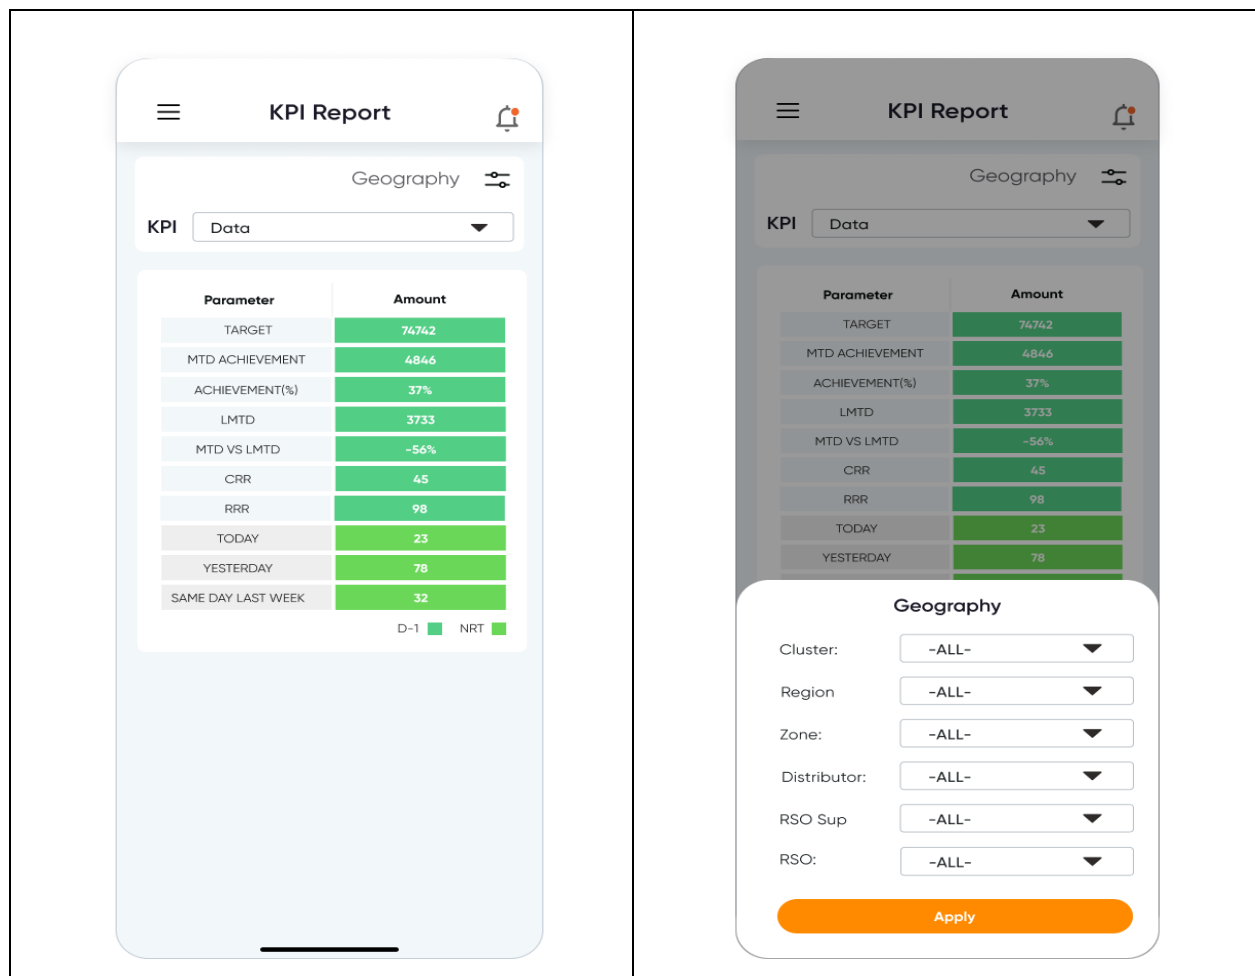 KPI Report
Geography
KPI Data
Parameter Amount
TARGET 74742
MTD ACHIEVEMENT 4846
ACHIEVEMENT(%) 37%
LMTD 3733
MTD VS LMTD -56%
CRR 45
RRR 98
TODAY 23
YESTERDAY 78
SAME DAY LAST WEEK 32
D-1 NRT
KPI Report
Geography
KPI Data
Parameter Amount
TARGET 74742
MTD ACHIEVEMENT 4846
ACHIEVEMENT(%) 37%
LMTD 3733
MTD VS LMTD -56%
CRR 45
RRR 98
TODAY 23
YESTERDAY 78
Geography
Cluster: -ALL-
Region -ALL-
Zone: -ALL-
Distributor: -ALL-
RSO Sup -ALL-
RSO: -ALL-
Apply